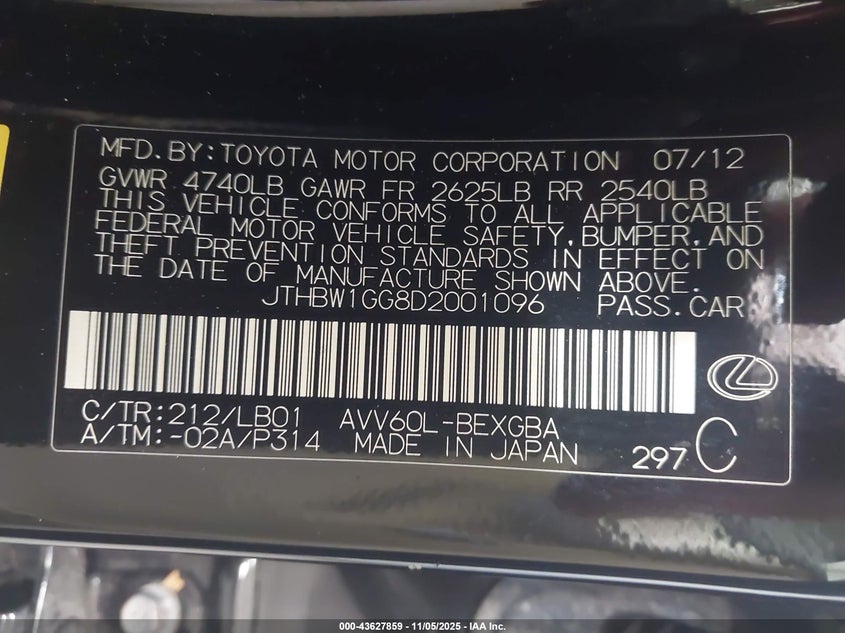 MFD.BY:TOYOTA MOTOR CORPORATION 07/12
GVWR 4740LB GAWR FR 2625LB RR 2540LB
THIS VEHICLE CONFORMS TO ALL APPLICABLE
FEDERAL MOTOR VEHICLE SAFETY,BUMPER,AND
THEFT PREVENTION STANDARDS IN EFFECT ON
THE DATE OF MANUFACTURE SHOWN ABOVE.
JTHBW1GG8D2001096 PASS.CAR
C/TR:212/LB01 AVV60L-BEXGBA
A/TM:-02A/P314 MADE IN JAPAN 297 C
000-43627859 - 11/05/2025 - IAA Inc.